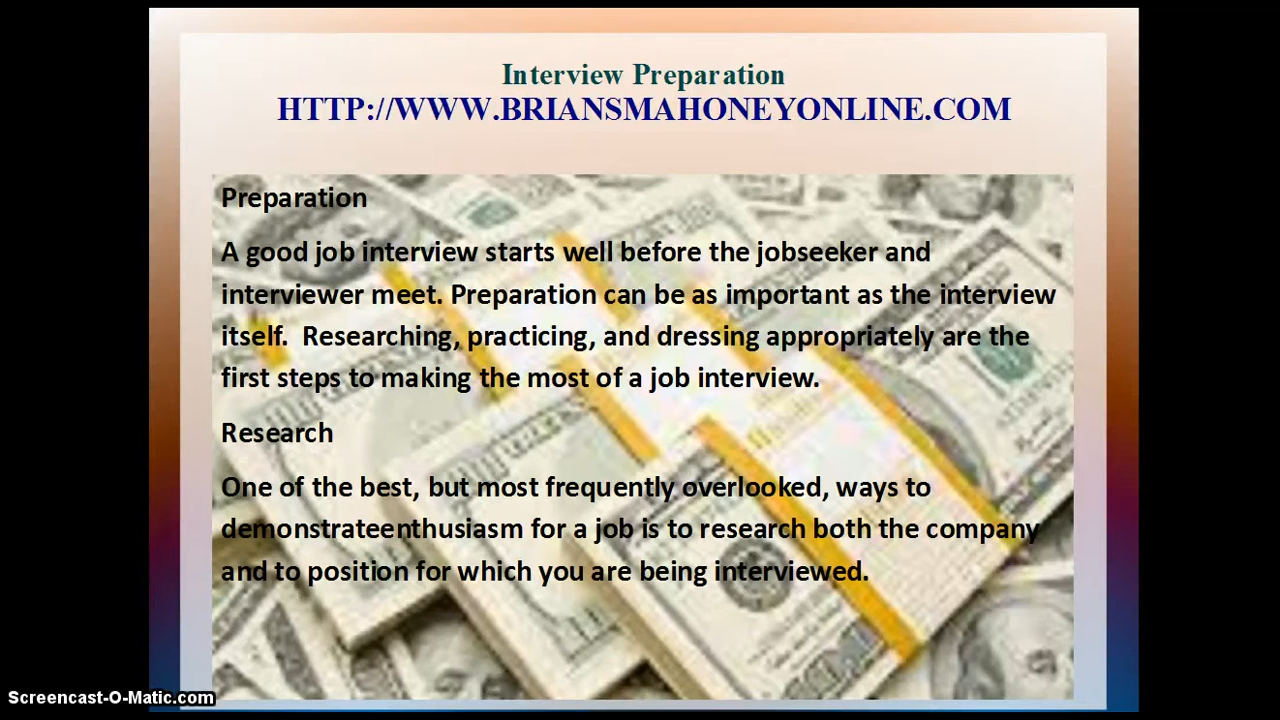 Interview Preparation
HTTP://WWW.BRIANSMAHONEYONLINE.COM
Preparation
A good job interview starts well before the jobseeker and
interviewer meet. Preparation can be as important as the interview
itself.  Researching, practicing, and dressing appropriately are the
first steps to making the most of a job interview.
Research
One of the best, but most frequently overlooked, ways to
demonstrateenthusiasm for a job is to research both the company
and to position for which you are being interviewed.
Screencast-O-Matic.com